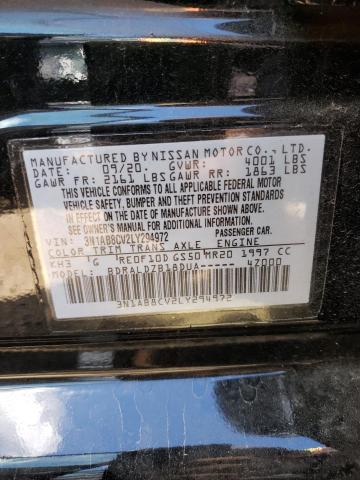 MANUFACTURED BY NISSAN MOTOR CO., LTD.
DATE: 09/20 GVWR: 4001 LBS
GAWR FR: 2161 LBS GAWR RR: 1863 LBS
THIS VEHICLE CONFORMS TO ALL APPLICABLE FEDERAL MOTOR
VEHICLE SAFETY, BUMPER, AND THEFT PREVENTION STANDARDS
IN EFFECT ON THE DATE OF MANUFACTURE SHOWN ABOVE.
SEE OWNER'S MANUAL FOR ADDITIONAL INFORMATION
VIN: 3N1AB8CV2LY294972 PASSENGER CAR.
COLOR TRIM TRANS AXLE ENGINE
KH3 G RE0F10D GS50 MR20 1997 CC
MODEL: BDRALDZB18DUA----- 47000
3N1AB8CV2LY294972